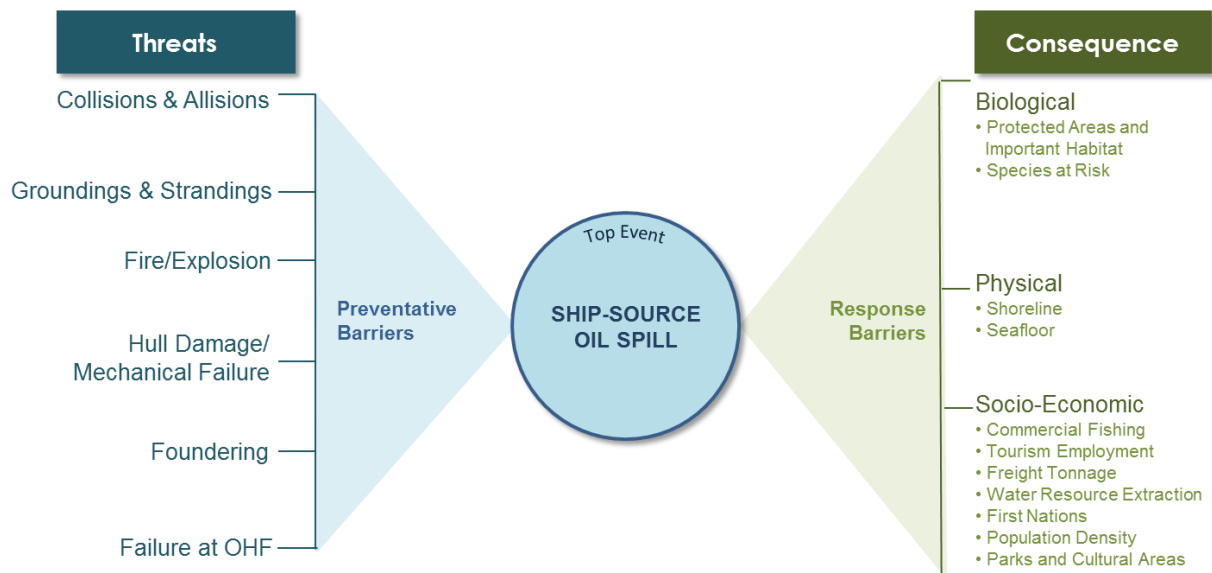 Threats
Collisions & Allisions
Groundings & Strandings
Fire/Explosion
Hull Damage/
Mechanical Failure
Foundering
Failure at OHF
Preventative
Barriers
Top Event
SHIP-SOURCE
OIL SPILL
Response
Barriers
Consequence
Biological
• Protected Areas and
Important Habitat
• Species at Risk
Physical
• Shoreline
• Seafloor
Socio-Economic
• Commercial Fishing
• Tourism Employment
• Freight Tonnage
• Water Resource Extraction
• First Nations
• Population Density
• Parks and Cultural Areas